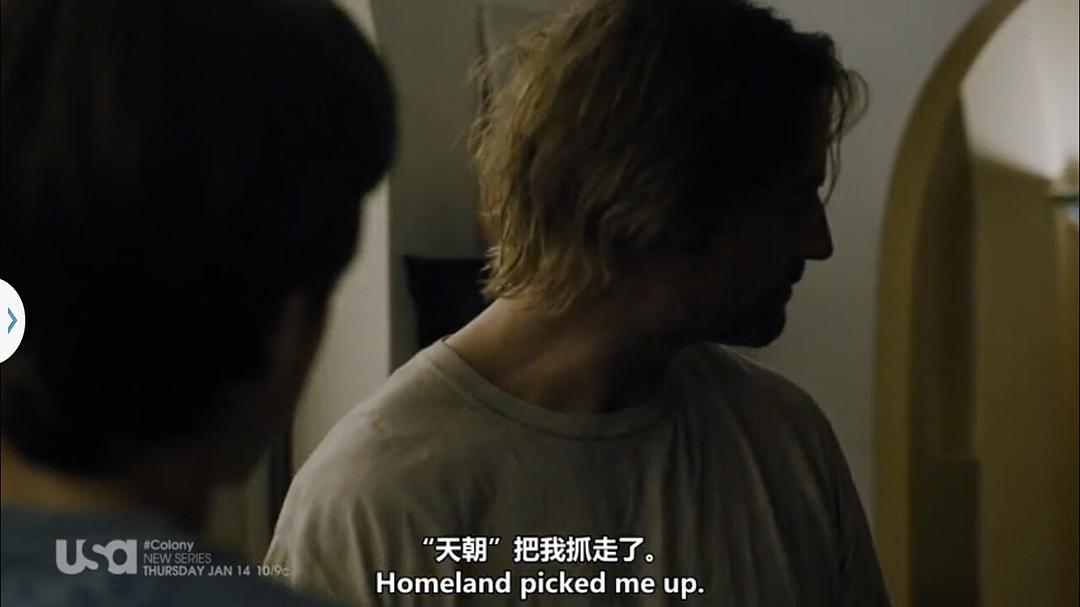 “天朝”把我抓走了。
Homeland picked me up.
usa
#Colony
NEW SERIES
THURSDAY JAN 14 10/9c